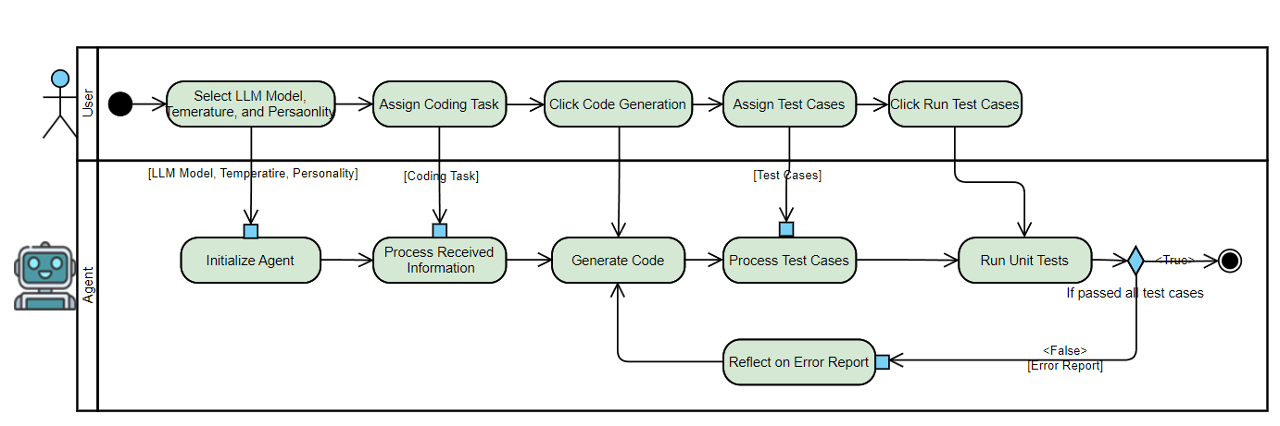 User
Select LLM Model,
Temerature, and Persaonlity
Assign Coding Task
Click Code Generation
Assign Test Cases
Click Run Test Cases
[LLM Model, Temperatire, Personality]
[Coding Task]
[Test Cases]
Agent
Initialize Agent
Process Received
Information
Generate Code
Process Test Cases
Run Unit Tests
<True>
If passed all test cases
Reflect on Error Report
<False>
[Error Report]